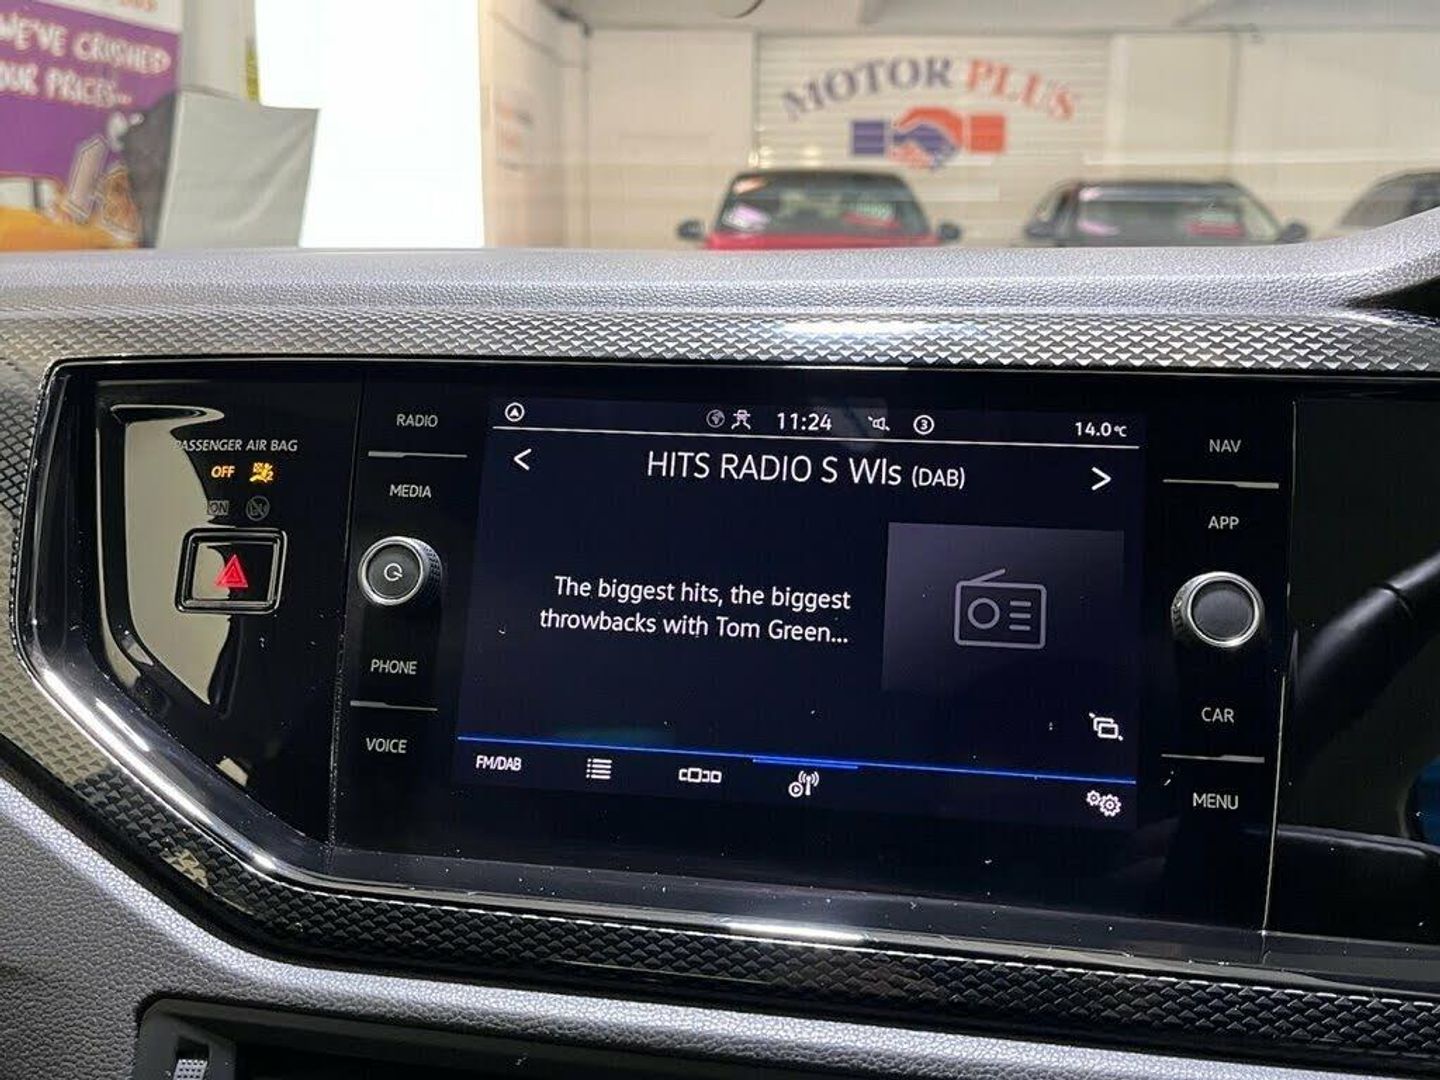 WE'VE CRUSHED
OUR PRICES...
MOTOR PLUS
PASSENGER AIR BAG
OFF
ON
RADIO
MEDIA
PHONE
VOICE
11:24
3
14.0°C
< HITS RADIO S Wls (DAB) >
The biggest hits, the biggest
throwbacks with Tom Green...
FM/DAB
NAV
APP
CAR
MENU